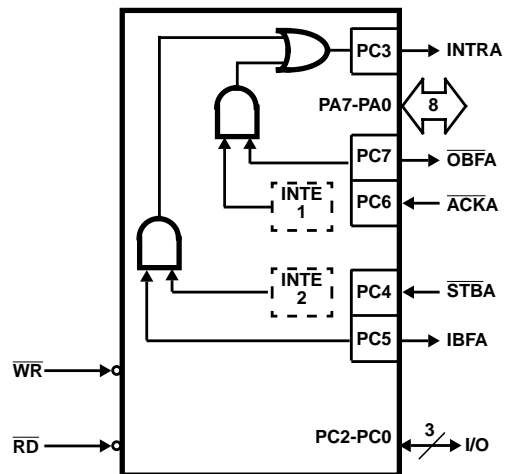 PC3 INTRA
PA7-PA0 8
PC7 OBFA
INTE
1
PC6 ACKA
INTE
2
PC4 STBA
PC5 IBFA
WR
RD
PC2-PC0 3 I/O